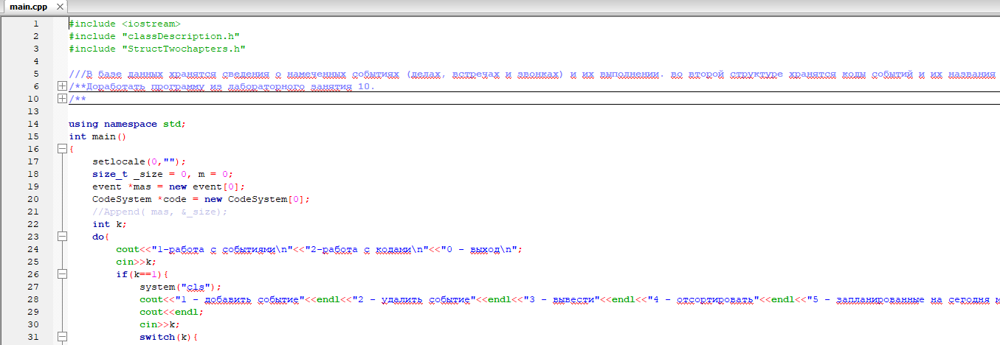 main.cpp
1 #include <iostream>
2 #include "classDescription.h"
3 #include "StructTwochapters.h"
4
5 ///В базе данных хранятся сведения о намеченных событиях (делах, встречах и звонках) и их выполнении. во второй структуре хранятся коды событий и их названия
6 /**Доработать программу из лабораторного занятия 10.
10 /**
13
14 using namespace std;
15 int main()
16 {
17 setlocale(0,"");
18 size_t _size = 0, m = 0;
19 event *mas = new event[0];
20 CodeSystem *code = new CodeSystem[0];
21 //Append( mas, &_size);
22 int k;
23 do{
24 cout<<"1-работа с событиями\n"<<"2-работа с кодами\n"<<"0 - выход\n";
25 cin>>k;
26 if(k==1){
27 system("cls");
28 cout<<"1 - добавить событие"<<endl<<"2 - удалить событие"<<endl<<"3 - вывести"<<endl<<"4 - отсортировать"<<endl<<"5 - запланированные на сегодня
29 cout<<endl;
30 cin>>k;
31 switch(k){